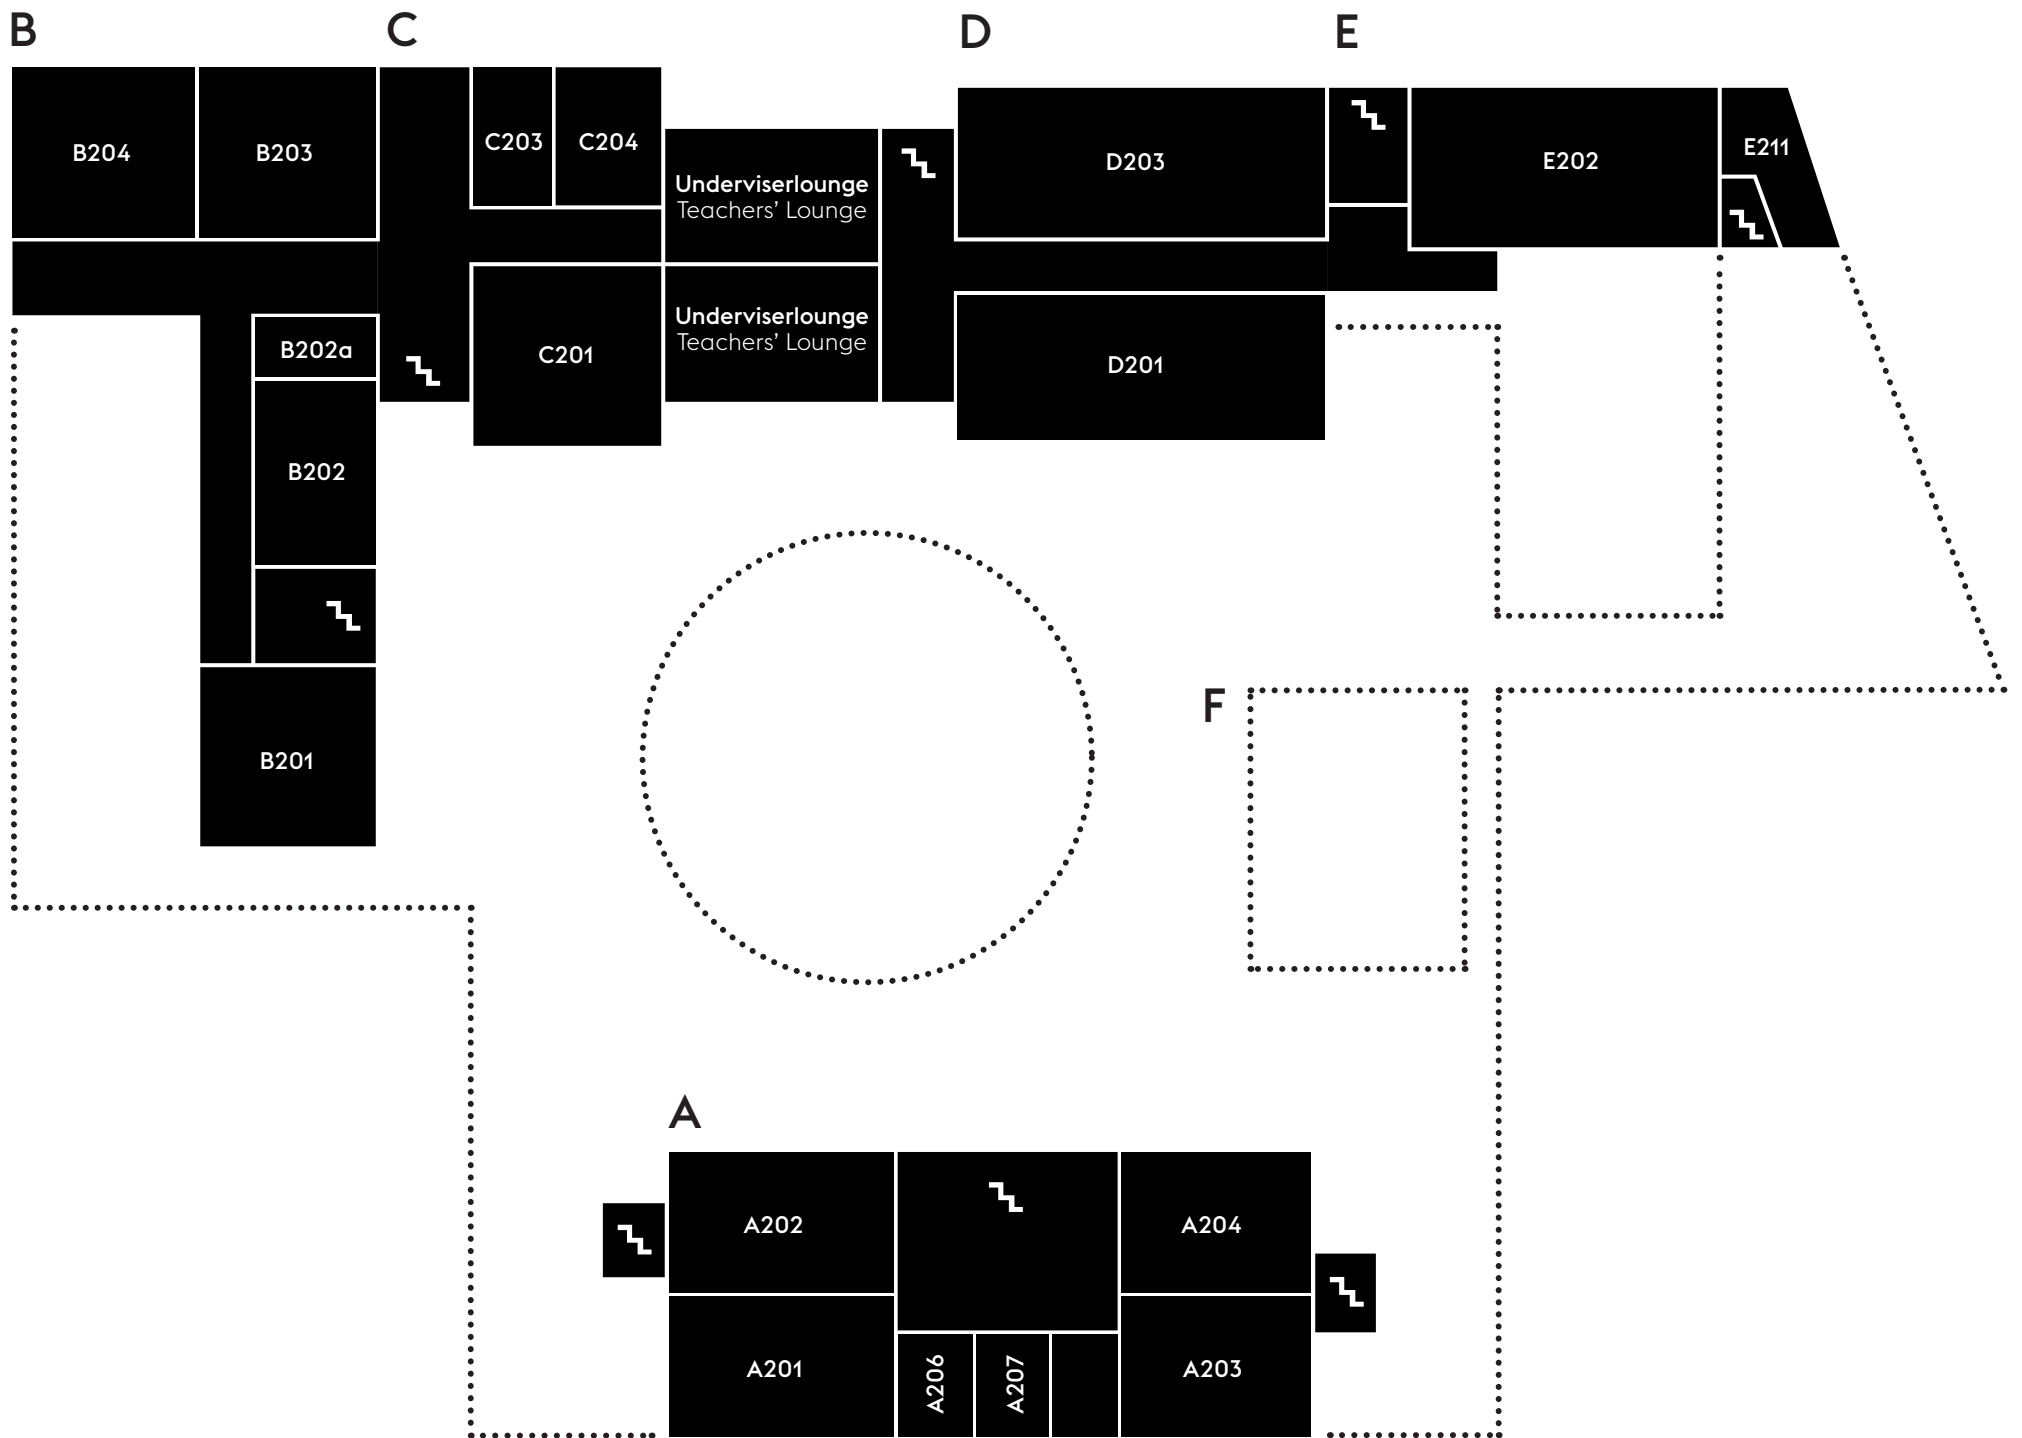 B
C
D
E
B204
B203
C203
C204
Underviserlounge
Teachers’ Lounge
D203
E202
E211
B202a
C201
Underviserlounge
Teachers’ Lounge
D201
B202
B201
F
A
A202
A204
A201
A206
A207
A203